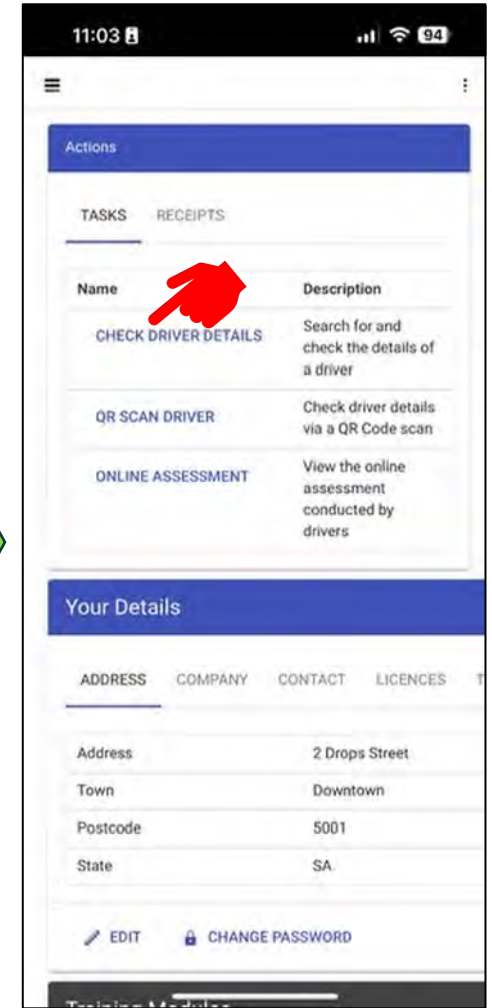 11:03
94
Actions
TASKS RECEIPTS
Name Description
CHECK DRIVER DETAILS Search for and
check the details of
a driver
QR SCAN DRIVER Check driver details
via a QR Code scan
ONLINE ASSESSMENT View the online
assessment
conducted by
drivers
Your Details
ADDRESS COMPANY CONTACT LICENCES
Address 2 Drops Street
Town Downtown
Postcode 5001
State SA
EDIT CHANGE PASSWORD
Training Modules